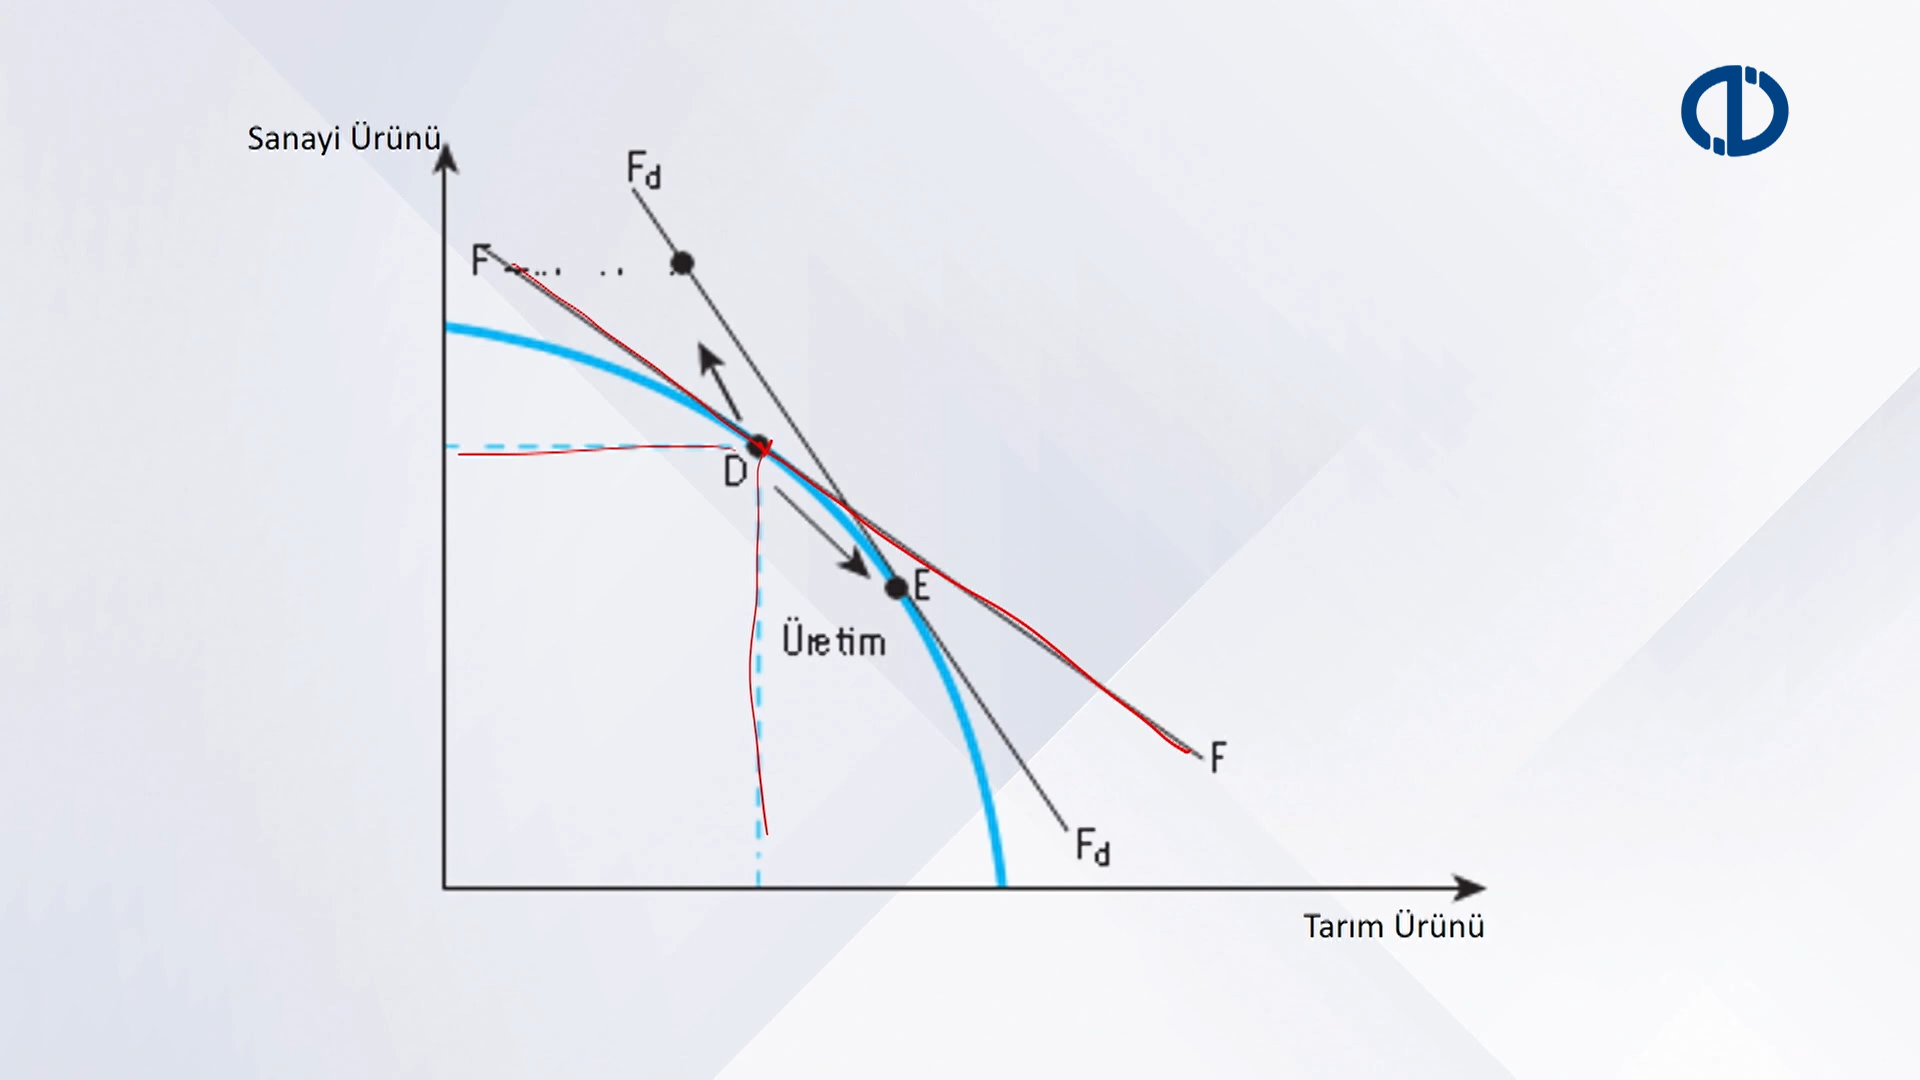 Sanayi Ürünü
Fd
F
D
E
Üretim
F
Fd
Tarım Ürünü